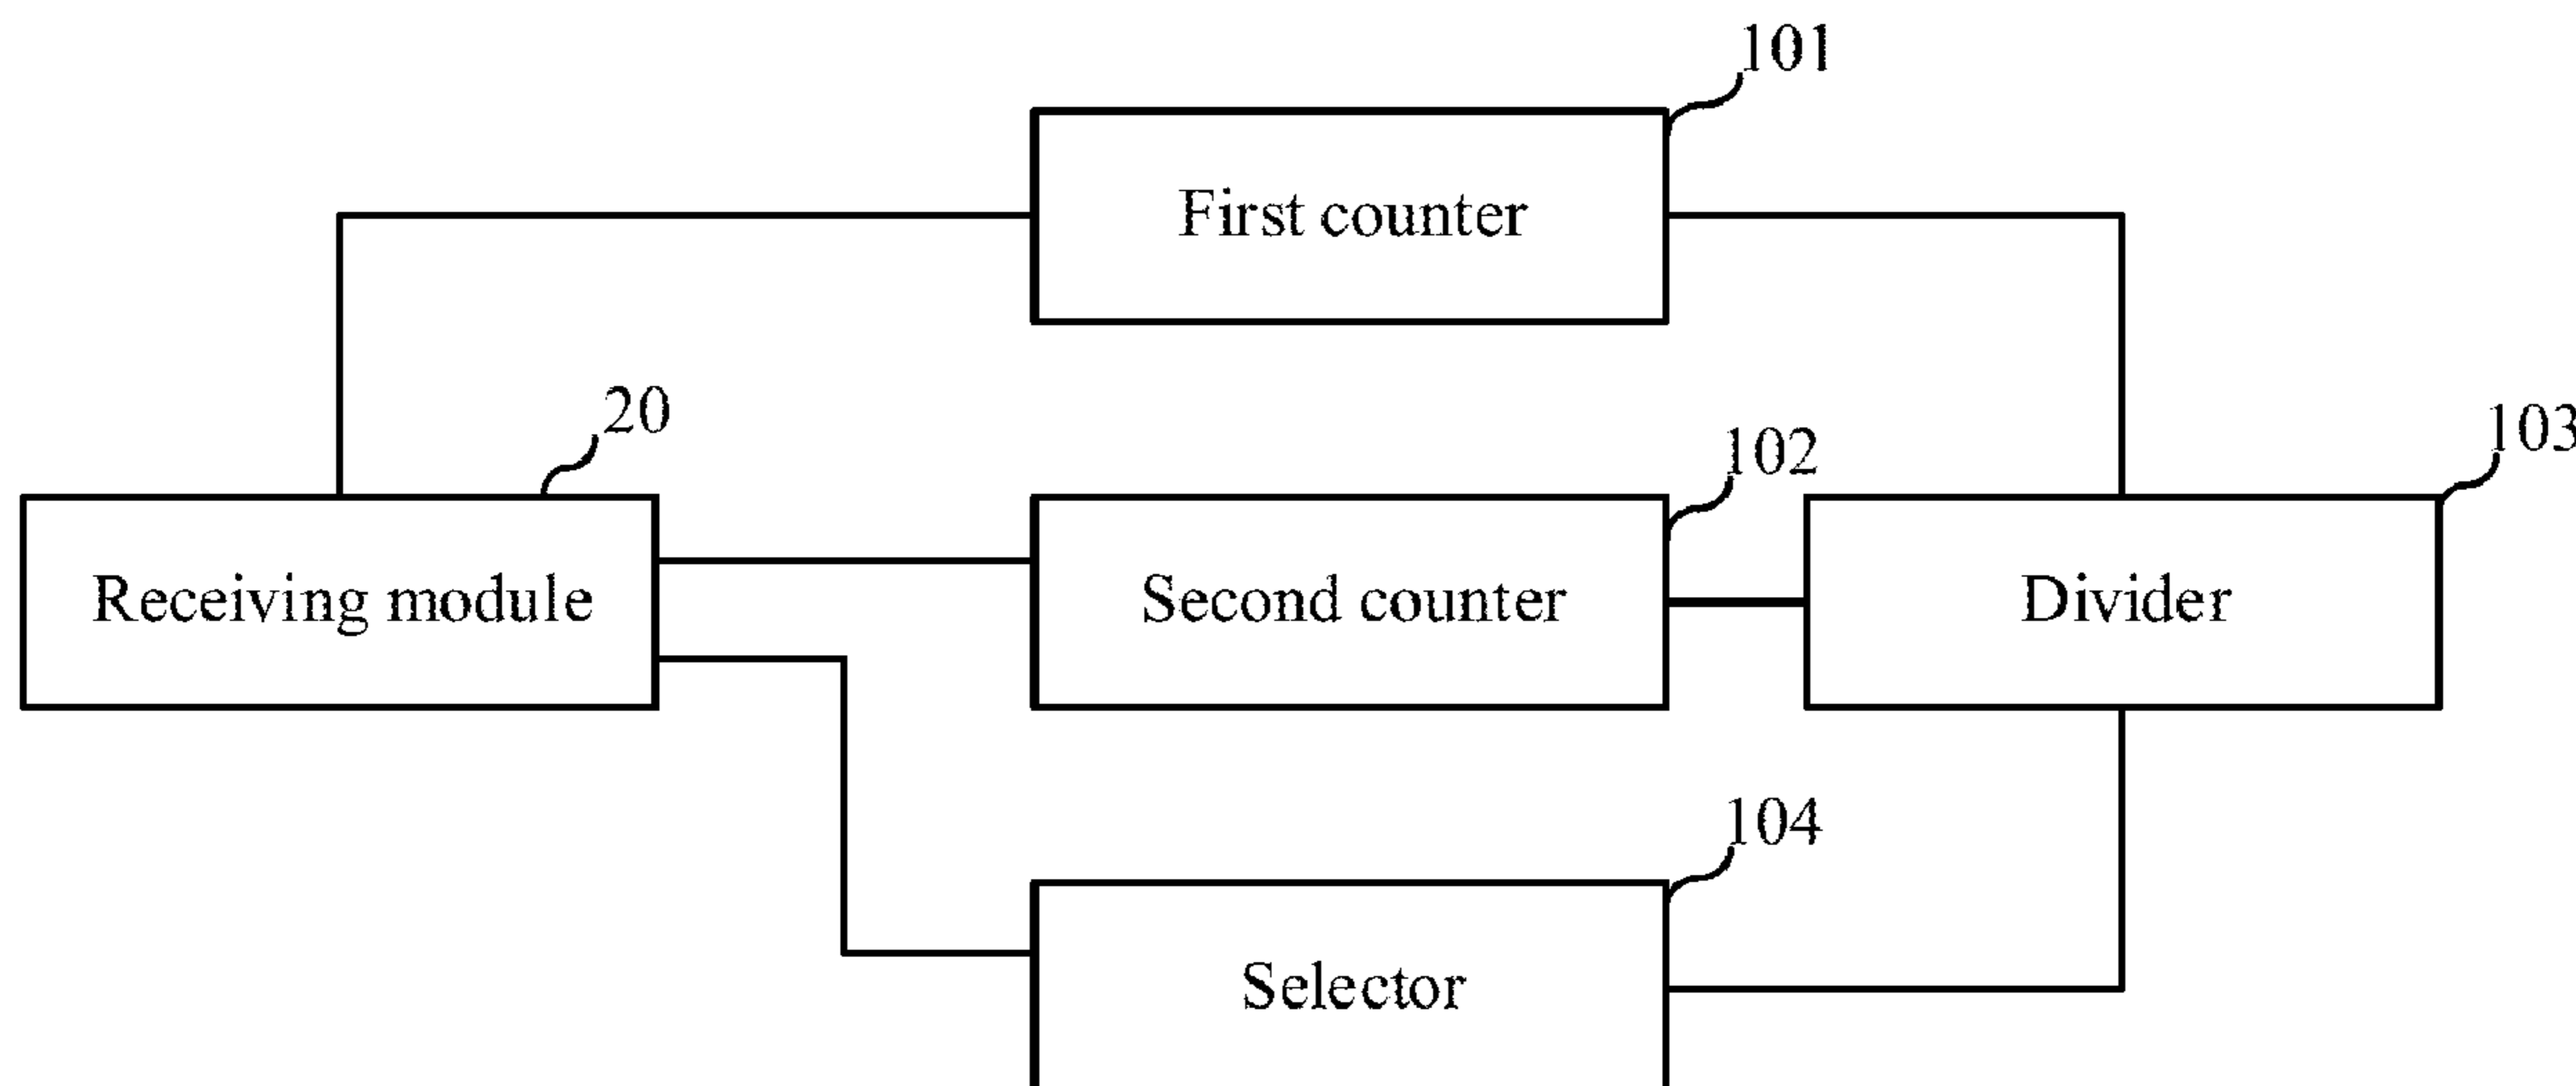 101
First counter
20
102
103
Receiving module
Second counter
Divider
104
Selector